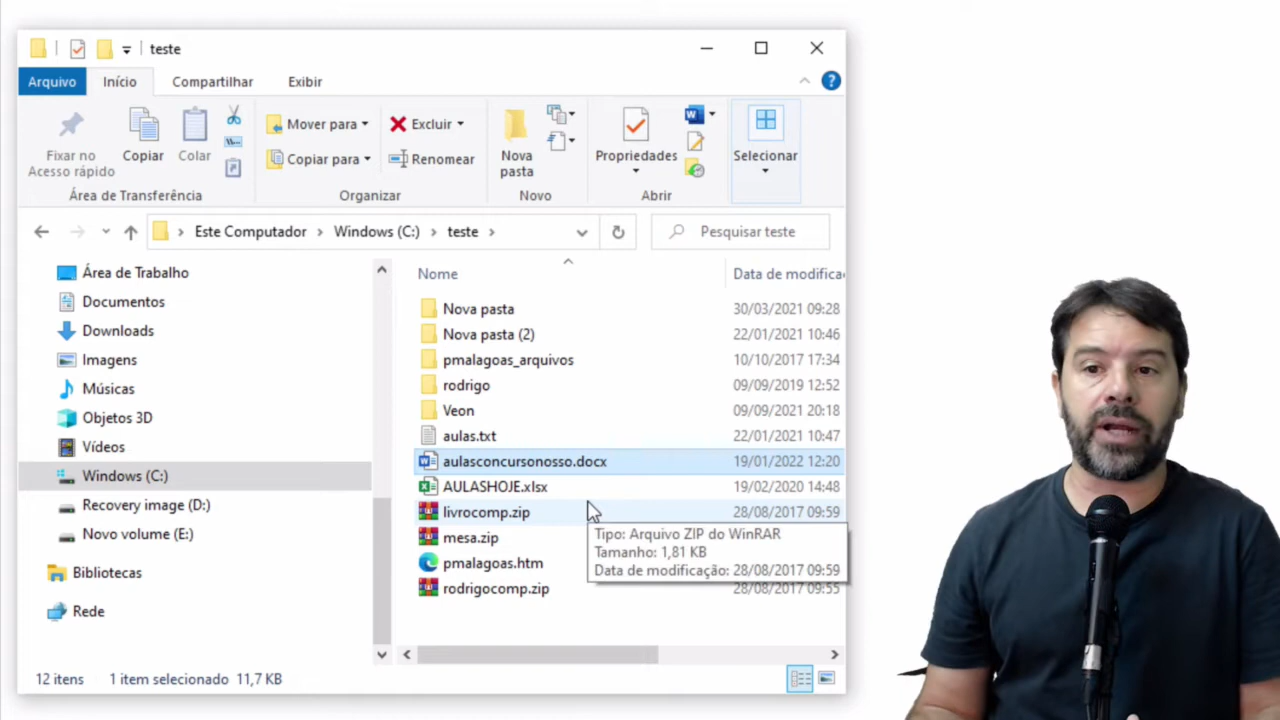 teste
Arquivo
Início
Compartilhar
Exibir
Fixar no
Acesso rápido
Copiar
Colar
Mover para
Copiar para
Excluir
Renomear
Nova
pasta
Propriedades
Selecionar
Área de Transferência
Organizar
Novo
Abrir
Este Computador > Windows (C:) > teste >
Pesquisar teste
Área de Trabalho
Documentos
Downloads
Imagens
Músicas
Objetos 3D
Vídeos
Windows (C:)
Recovery image (D:)
Novo volume (E:)
Bibliotecas
Rede
Nome Data de modifica
Nova pasta 30/03/2021 09:28
Nova pasta (2) 22/01/2021 10:46
pmalagoas_arquivos 10/10/2017 17:34
rodrigo 09/09/2019 12:52
Veon 09/09/2021 20:18
aulas.txt 22/01/2021 10:47
aulasconcursonosso.docx 19/01/2022 12:20
AULASHOJE.xlsx 19/02/2020 14:48
livrocomp.zip 28/08/2017 09:59
mesa.zip
pmalagoas.htm
rodrigocomp.zip 28/08/2017 09:55
Tipo: Arquivo ZIP do WinRAR
Tamanho: 1,81 KB
Data de modificação: 28/08/2017 09:59
12 itens 1 item selecionado 11,7 KB